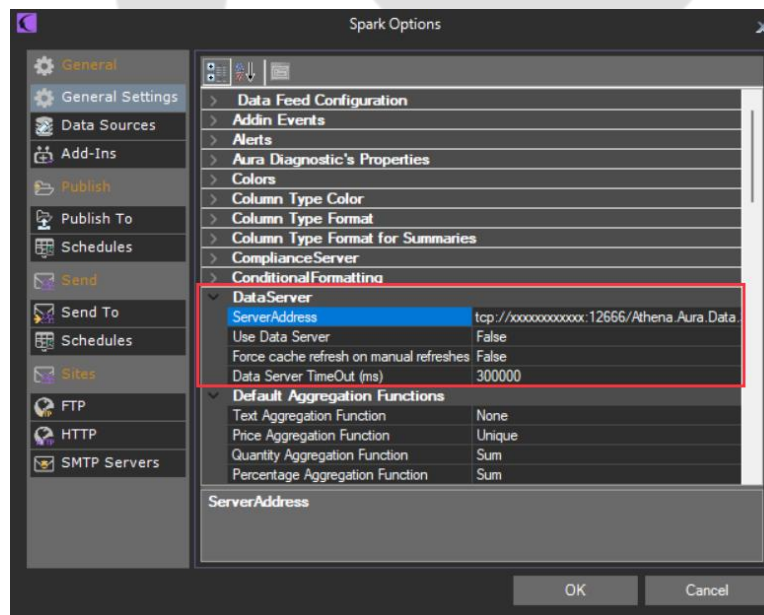 Spark Options
General
General Settings
Data Sources
Add-Ins
Publish
Publish To
Schedules
Send
Send To
Schedules
Sites
FTP
HTTP
SMTP Servers
Data Feed Configuration
Addin Events
Alerts
Aura Diagnostic's Properties
Colors
Column Type Color
Column Type Format
Column Type Format for Summaries
ComplianceServer
ConditionalFormatting
DataServer
ServerAddress tcp://xxxxxxxxxxxx:12666/Athena.Aura.Data.
Use Data Server False
Force cache refresh on manual refreshes False
Data Server TimeOut (ms) 300000
Default Aggregation Functions
Text Aggregation Function None
Price Aggregation Function Unique
Quantity Aggregation Function Sum
Percentage Aggregation Function Sum
ServerAddress
OK Cancel